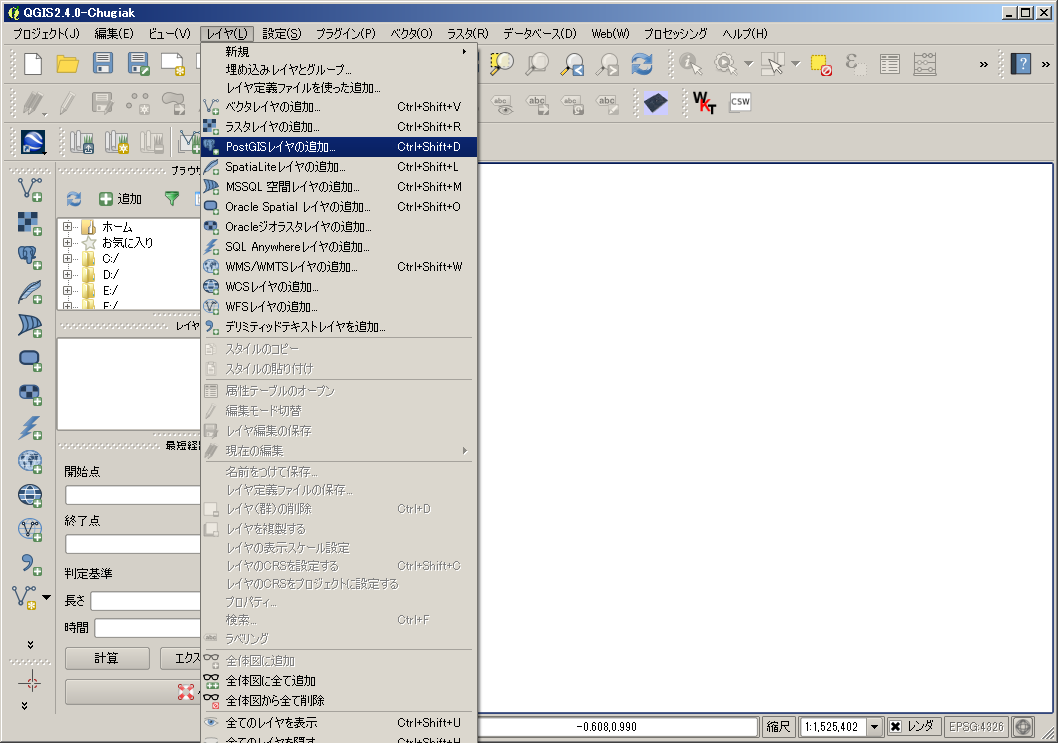 QGIS2.4.0-Chugiak
プロジェクト(J) 編集(E) ビュー(V) レイヤ(L) 設定(S) プラグイン(P) ベクタ(O) ラスタ(R) データベース(D) Web(W) プロセッシング ヘルプ(H)
新規
埋め込みレイヤとグループ...
レイヤ定義ファイルを使った追加...
ベクタレイヤの追加... Ctrl+Shift+V
ラスタレイヤの追加... Ctrl+Shift+R
PostGISレイヤの追加... Ctrl+Shift+D
SpatiaLiteレイヤの追加... Ctrl+Shift+L
MSSQL 空間レイヤの追加... Ctrl+Shift+M
Oracle Spatial レイヤの追加... Ctrl+Shift+O
Oracleジオラスタレイヤの追加...
SQL Anywhereレイヤの追加...
WMS/WMTSレイヤの追加... Ctrl+Shift+W
WCSレイヤの追加...
WFSレイヤの追加...
デリミティッドテキストレイヤを追加...
スタイルのコピー
スタイルの貼り付け
属性テーブルのオープン
編集モード切替
レイヤ編集の保存
現在の編集
名前をつけて保存...
レイヤ定義ファイルの保存...
レイヤ(群)の削除 Ctrl+D
レイヤを複製する
レイヤの表示スケール設定
レイヤのCRSを設定する Ctrl+Shift+C
レイヤのCRSをプロジェクトに設定する
プロパティ...
検索... Ctrl+F
ラベリング
全体図に追加
全体図に全て追加
全体図から全て削除
全てのレイヤを表示 Ctrl+Shift+U
全てのレイヤを隠す Ctrl+Shift+H
abc abc abc abc
WKT CSW
ブラウ
追加
ホーム
お気に入り
C:/
D:/
E:/
F:/
レイヤ
最短経
開始点
終了点
判定基準
長さ
時間
計算 エクス
-0.608,0.990 縮尺 1:1,525,402 レンダ EPSG:4326